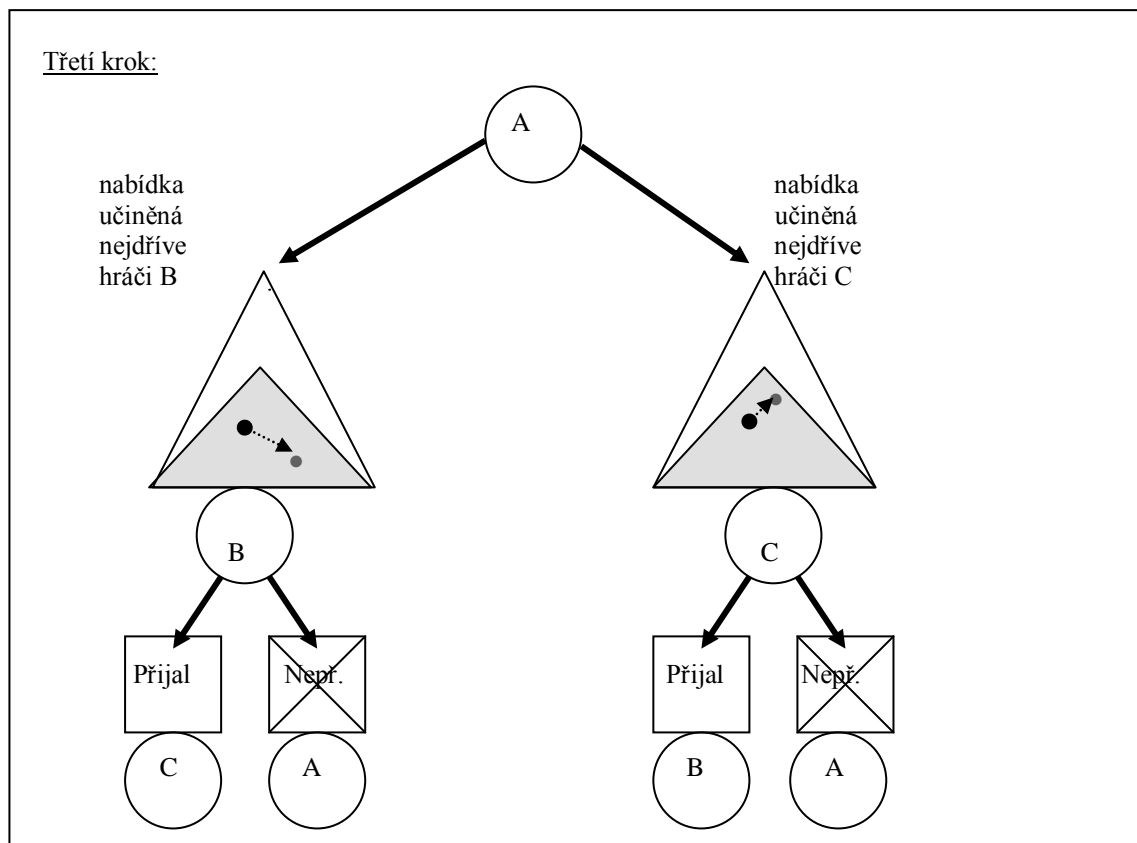 Třetí krok:
A
nabídka
učiněná
nejdříve
hráči B
nabídka
učiněná
nejdříve
hráči C
B
C
Přijal
Nepř.
Přijal
Nepř.
C
A
B
A